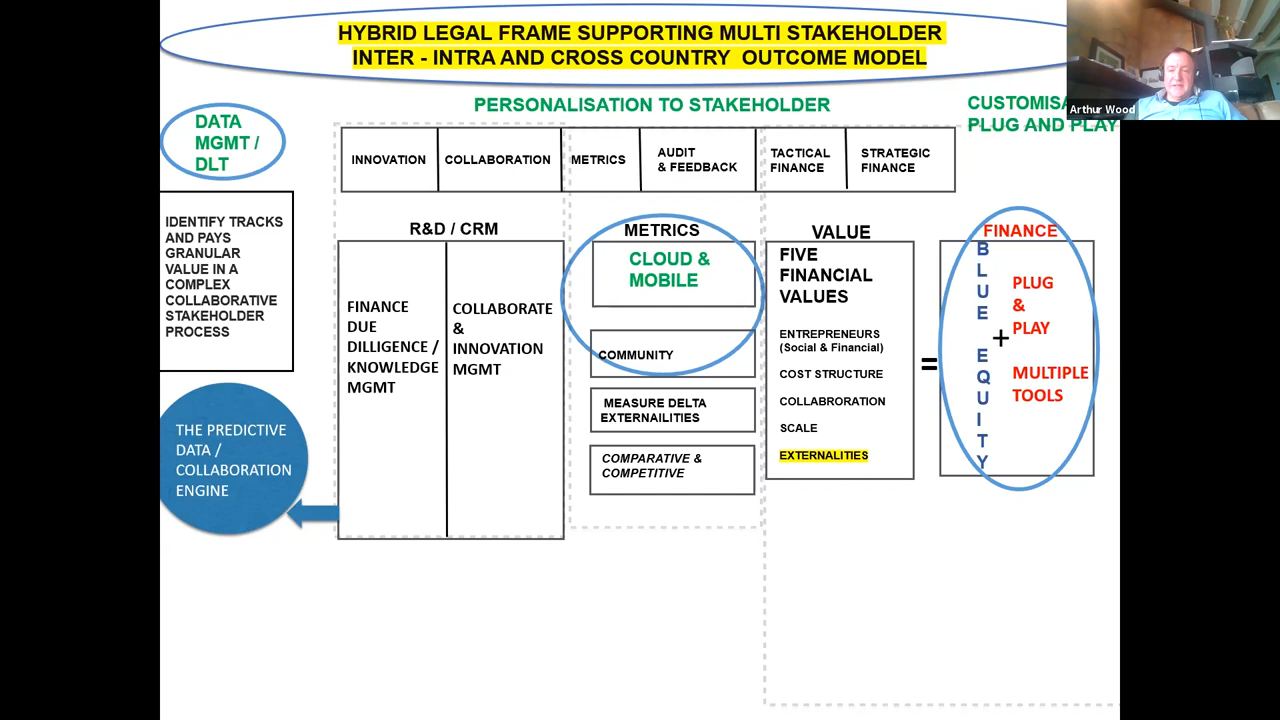 HYBRID LEGAL FRAME SUPPORTING MULTI STAKEHOLDER
INTER - INTRA AND CROSS COUNTRY OUTCOME MODEL
Arthur Wood
PERSONALISATION TO STAKEHOLDER
PLUG AND PLAY
DATA
MGMT /
DLT
INNOVATION
COLLABORATION
METRICS
AUDIT
& FEEDBACK
TACTICAL
FINANCE
STRATEGIC
FINANCE
IDENTIFY TRACKS
AND PAYS
GRANULAR
VALUE IN A
COMPLEX
COLLABORATIVE
STAKEHOLDER
PROCESS
THE PREDICTIVE
DATA /
COLLABORATION
ENGINE
R&D / CRM
FINANCE
DUE
DILLIGENCE /
KNOWLEDGE
MGMT
COLLABORATE
&
INNOVATION
MGMT
METRICS
CLOUD &
MOBILE
COMMUNITY
MEASURE DELTA
EXTERNAILITIES
COMPARATIVE &
COMPETITIVE
VALUE
FIVE
FINANCIAL
VALUES
ENTREPRENEURS
(Social & Financial)
COST STRUCTURE
COLLABRORATION
SCALE
EXTERNALITIES
=
FINANCE
BLUE EQUITY
+
PLUG
&
PLAY
MULTIPLE
TOOLS